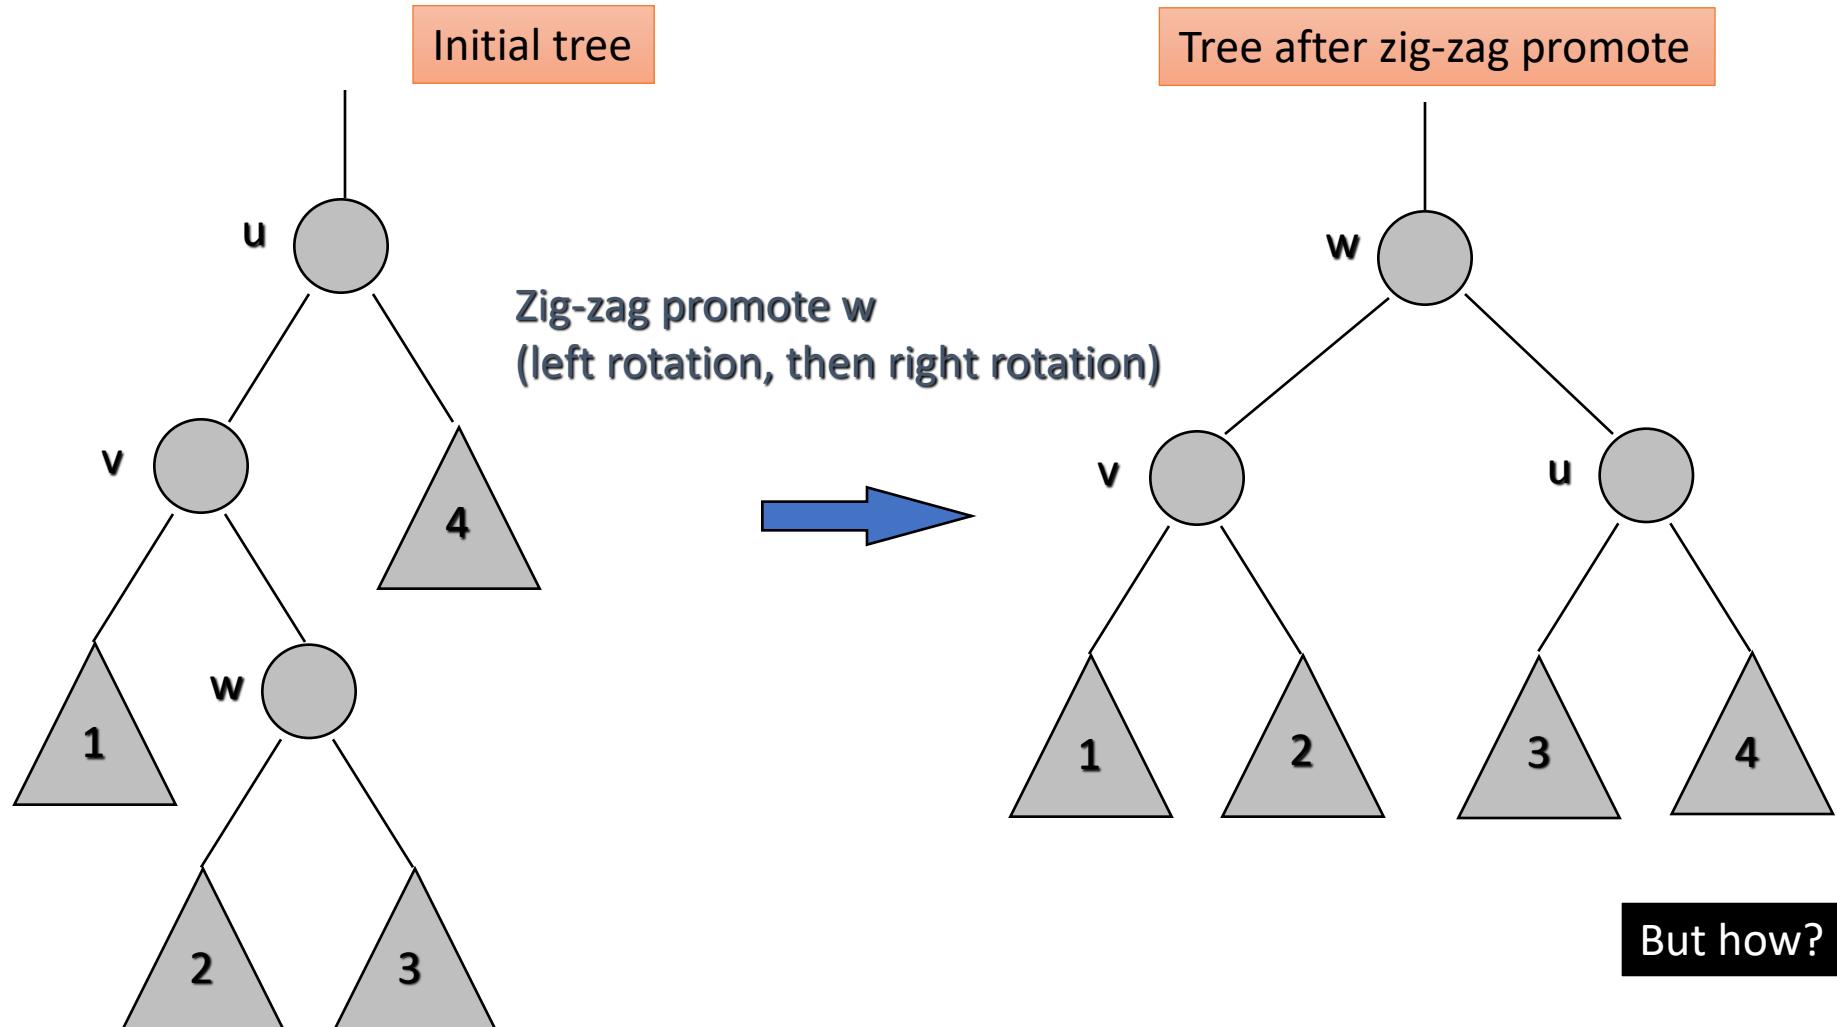 Initial tree
Tree after zig-zag promote
u
w
Zig-zag promote w
(left rotation, then right rotation)
v
4
v
u
w
1
1
2
3
4
2
3
But how?